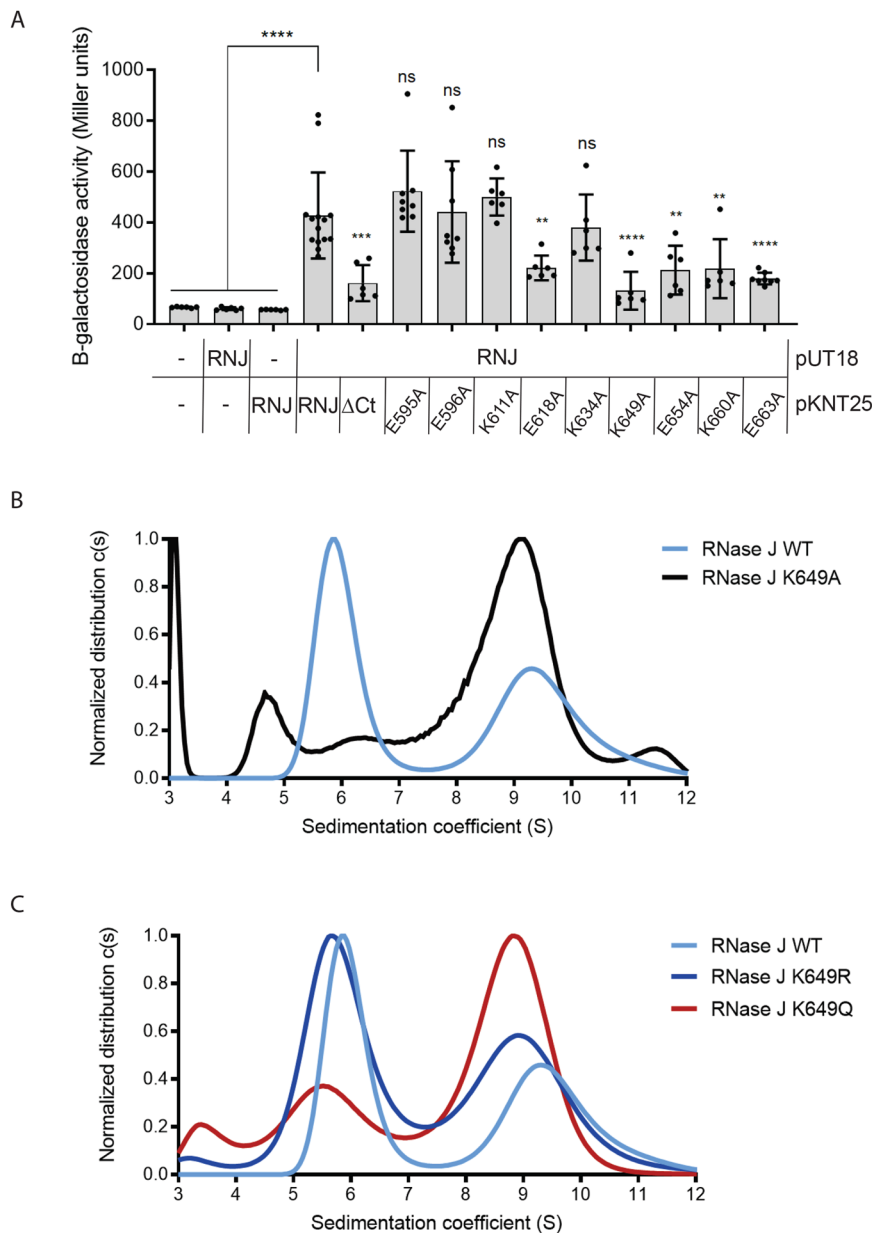 A
B-galactosidase activity (Miller units)
1000
800
600
400
200
0
****
***
ns
ns
ns
**
ns
****
**
**
****
- RNJ - RNJ pUT18
- - RNJ RNJ ΔCt E595A E596A K611A E618A K634A K649A E654A K660A E663A pKNT25
B
Normalized distribution c(s)
1.0
0.8
0.6
0.4
0.2
0.0
3 4 5 6 7 8 9 10 11 12
Sedimentation coefficient (S)
RNase J WT
RNase J K649A
C
Normalized distribution c(s)
1.0
0.8
0.6
0.4
0.2
0.0
3 4 5 6 7 8 9 10 11 12
Sedimentation coefficient (S)
RNase J WT
RNase J K649R
RNase J K649Q